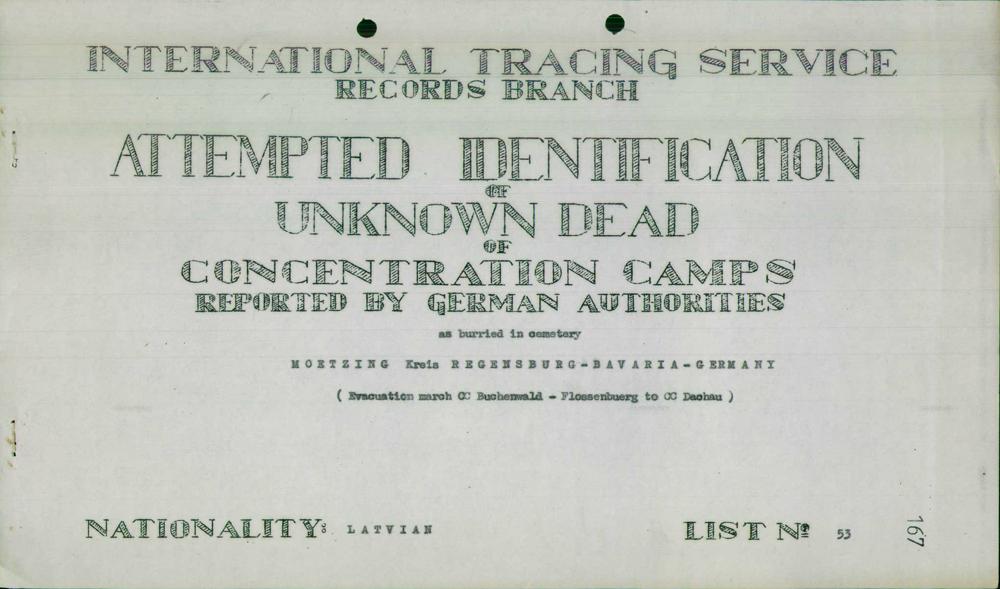 INTERNATIONAL TRACING SERVICE
RECORDS BRANCH
ATTEMPTED IDENTIFICATION
OF
UNKNOWN DEAD
OF
CONCENTRATION CAMPS
REPORTED BY GERMAN AUTHORITIES
as burried in cemetery
MOETZING Kreis REGENSBURG-BAVARIA-GERMANY
( Evacuation march CC Buchenwald - Flossenbuerg to CC Dachau )
NATIONALITY: LATVIAN
LIST Nº 53
167